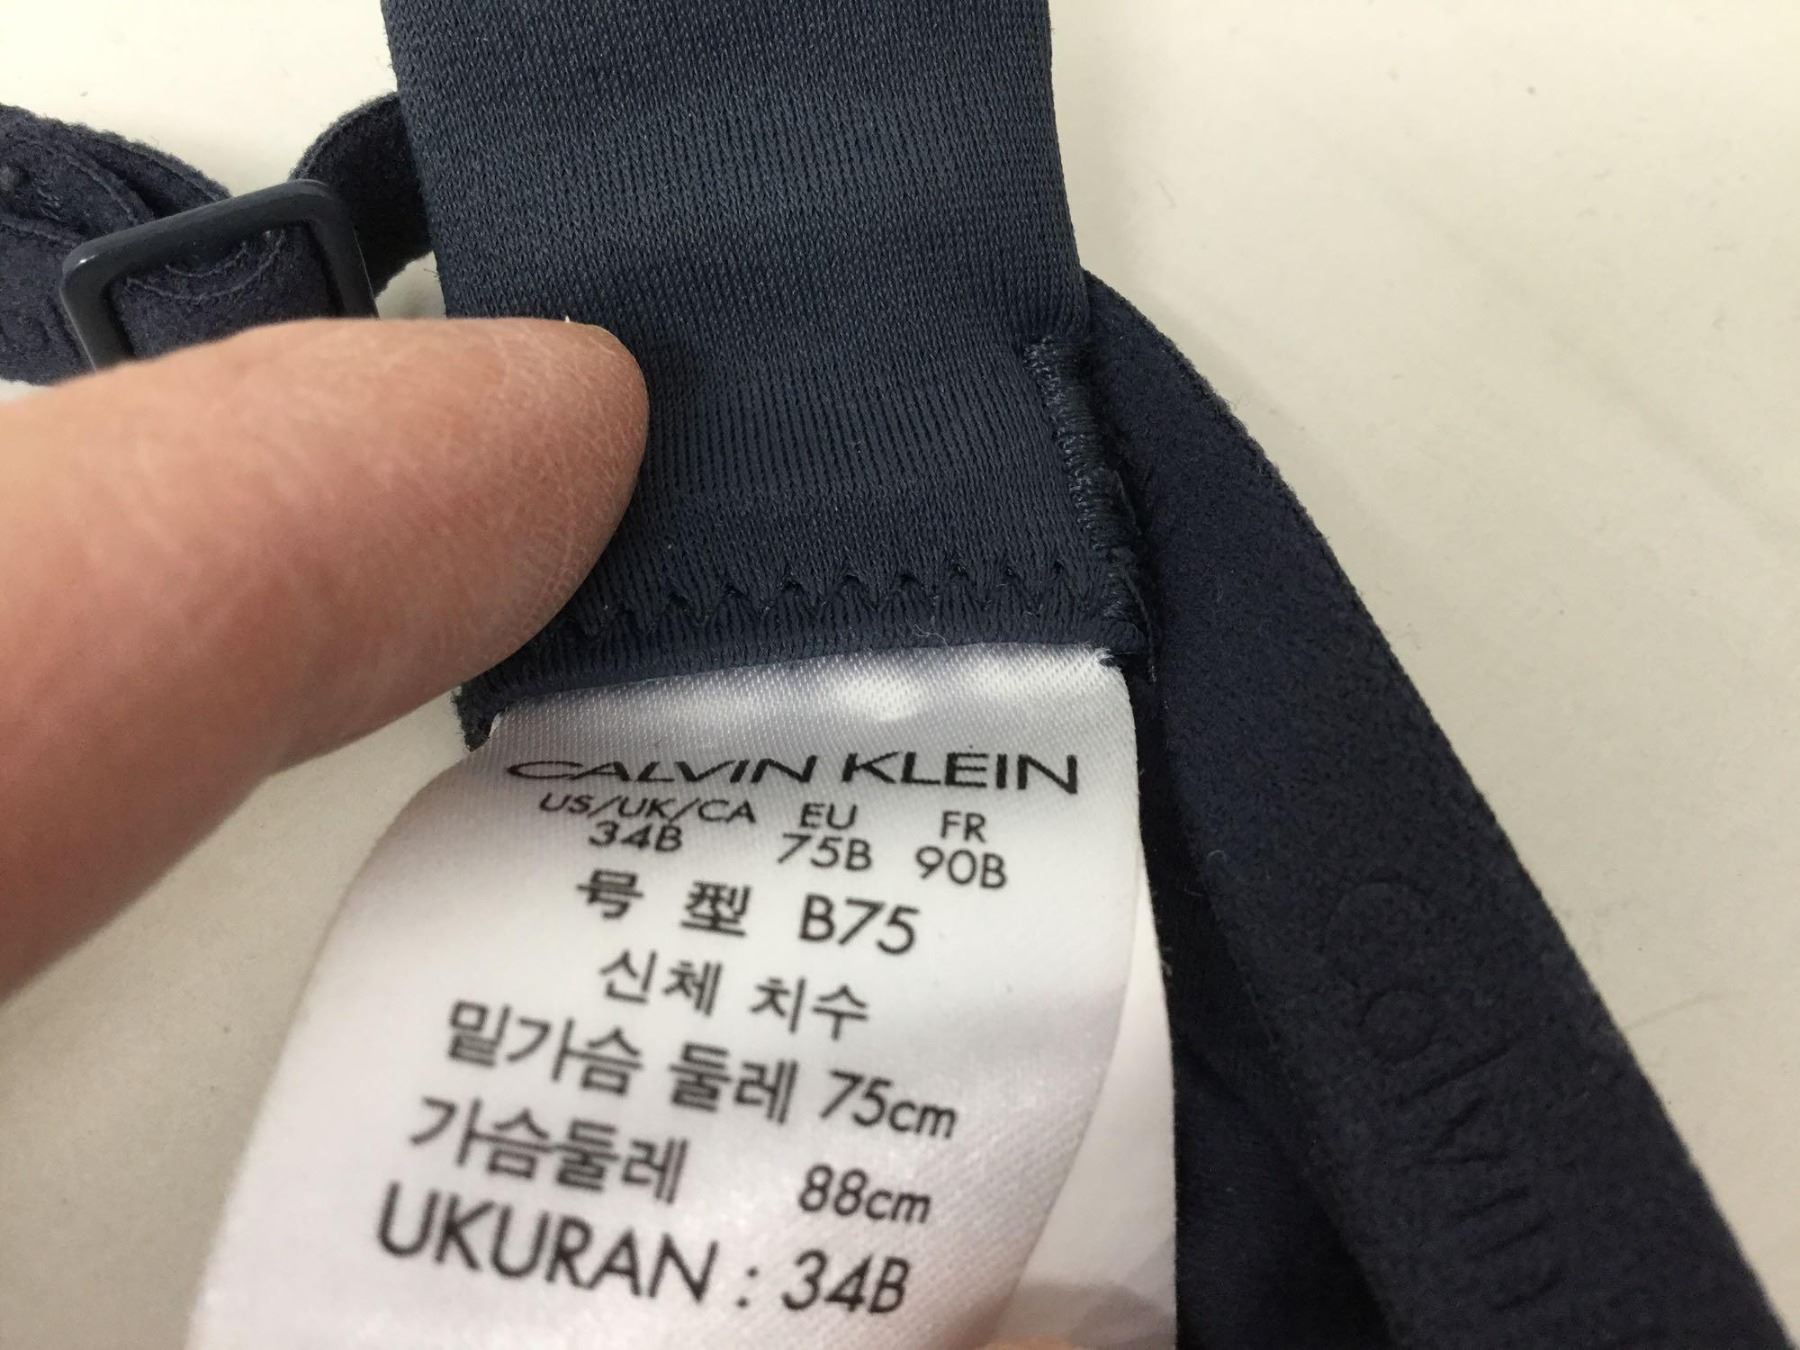 CALVIN KLEIN
US/UK/CA EU FR
34B 75B 90B
号 型 B75
신체 치수
밑가슴 둘레 75cm
가슴둘레 88cm
UKURAN : 34B
Calvin